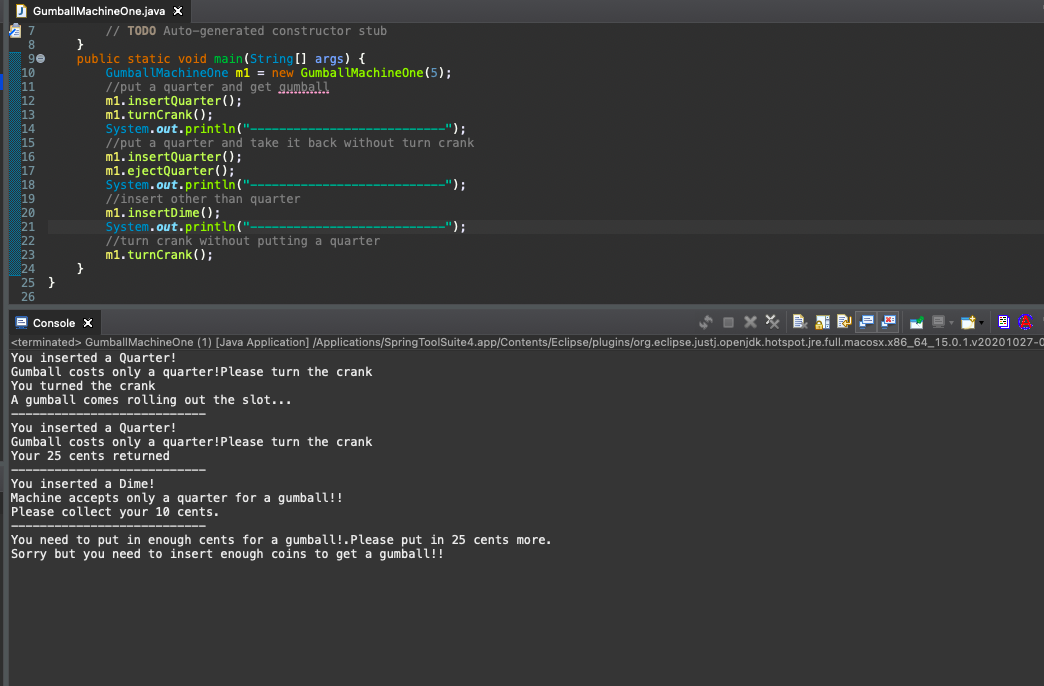 GumballMachineOne.java
7 // TODO Auto-generated constructor stub
8 }
9 public static void main(String[] args) {
10 GumballMachineOne m1 = new GumballMachineOne(5);
11 //put a quarter and get gumball
12 m1.insertQuarter();
13 m1.turnCrank();
14 System.out.println("---------------------------");
15 //put a quarter and take it back without turn crank
16 m1.insertQuarter();
17 m1.ejectQuarter();
18 System.out.println("---------------------------");
19 //insert other than quarter
20 m1.insertDime();
21 System.out.println("---------------------------");
22 //turn crank without putting a quarter
23 m1.turnCrank();
24 }
25 }
26
Console
<terminated> GumballMachineOne (1) [Java Application] /Applications/SpringToolSuite4.app/Contents/Eclipse/plugins/org.eclipse.justj.openjdk.hotspot.jre.full.macosx.x86_64_15.0.1.v20201027-0
You inserted a Quarter!
Gumball costs only a quarter!Please turn the crank
You turned the crank
A gumball comes rolling out the slot...
---------------------------
You inserted a Quarter!
Gumball costs only a quarter!Please turn the crank
Your 25 cents returned
---------------------------
You inserted a Dime!
Machine accepts only a quarter for a gumball!!
Please collect your 10 cents.
---------------------------
You need to put in enough cents for a gumball!.Please put in 25 cents more.
Sorry but you need to insert enough coins to get a gumball!!